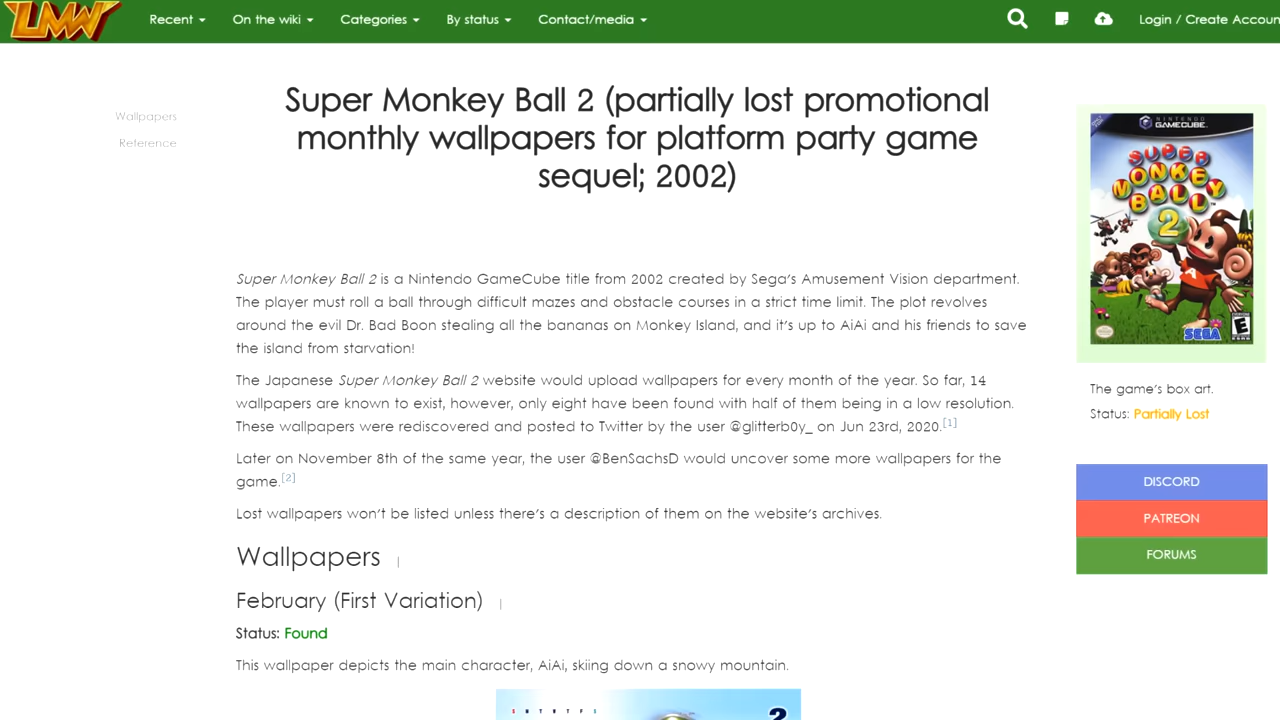 LMW Recent On the wiki Categories By status Contact/media Login / Create Accoun
Wallpapers
Reference
Super Monkey Ball 2 (partially lost promotional
monthly wallpapers for platform party game
sequel; 2002)
Super Monkey Ball 2 is a Nintendo GameCube title from 2002 created by Sega's Amusement Vision department.
The player must roll a ball through difficult mazes and obstacle courses in a strict time limit. The plot revolves
around the evil Dr. Bad Boon stealing all the bananas on Monkey Island, and it's up to AiAi and his friends to save
the island from starvation!
The Japanese Super Monkey Ball 2 website would upload wallpapers for every month of the year. So far, 14
wallpapers are known to exist, however, only eight have been found with half of them being in a low resolution.
These wallpapers were rediscovered and posted to Twitter by the user @glitterb0y_ on Jun 23rd, 2020.[1]
Later on November 8th of the same year, the user @BenSachsD would uncover some more wallpapers for the
game.[2]
Lost wallpapers won't be listed unless there's a description of them on the website's archives.
Wallpapers |
February (First Variation) |
Status: Found
This wallpaper depicts the main character, AiAi, skiing down a snowy mountain.
S M T W T F S
2
NINTENDO
GAMECUBE
SUPER
MONKEY
BALL
2
A
SEGA
EVERYONE
E
The game's box art.
Status: Partially Lost
DISCORD
PATREON
FORUMS